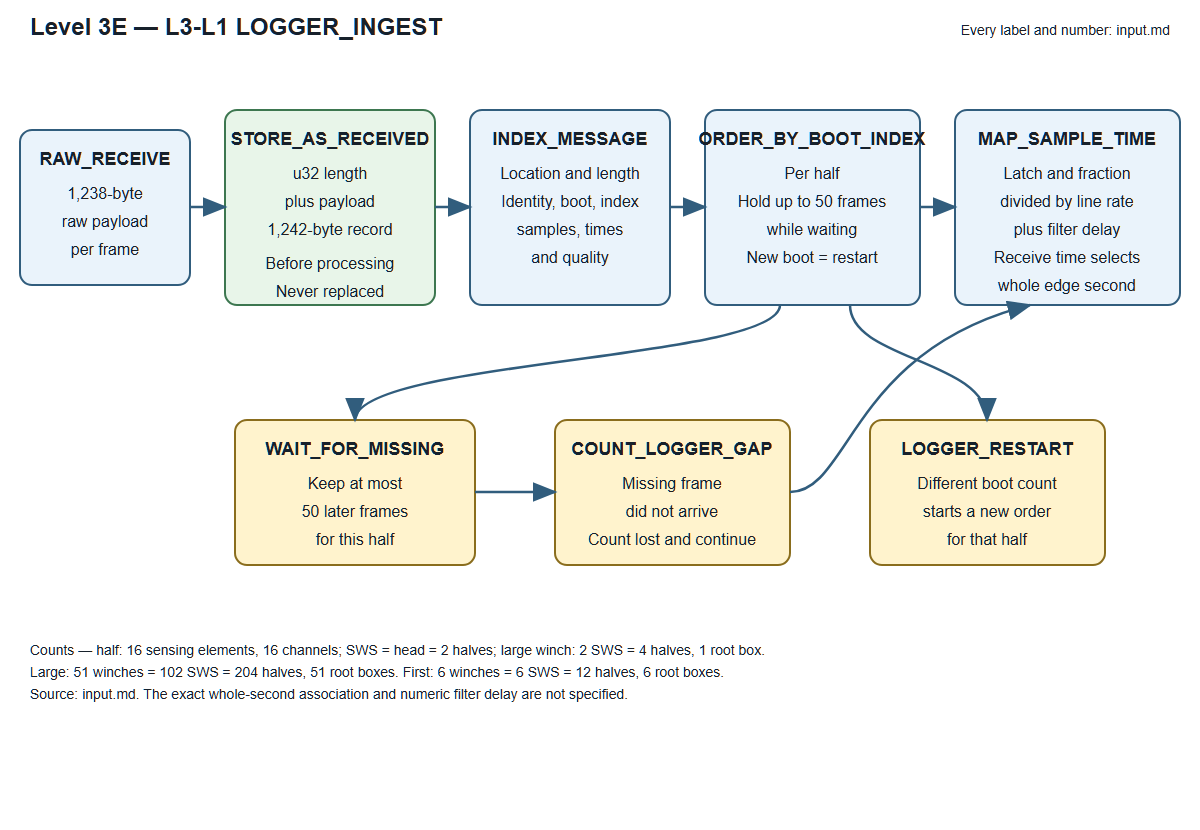 Level 3E — L3-L1 LOGGER_INGEST
Every label and number: input.md
RAW_RECEIVE
1,238-byte
raw payload
per frame
STORE_AS_RECEIVED
u32 length
plus payload
1,242-byte record
Before processing
Never replaced
INDEX_MESSAGE
Location and length
Identity, boot, index
samples, times
and quality
ORDER_BY_BOOT_INDEX
Per half
Hold up to 50 frames
while waiting
New boot = restart
MAP_SAMPLE_TIME
Latch and fraction
divided by line rate
plus filter delay
Receive time selects
whole edge second
WAIT_FOR_MISSING
Keep at most
50 later frames
for this half
COUNT_LOGGER_GAP
Missing frame
did not arrive
Count lost and continue
LOGGER_RESTART
Different boot count
starts a new order
for that half
Counts — half: 16 sensing elements, 16 channels; SWS = head = 2 halves; large winch: 2 SWS = 4 halves, 1 root box.
Large: 51 winches = 102 SWS = 204 halves, 51 root boxes. First: 6 winches = 6 SWS = 12 halves, 6 root boxes.
Source: input.md. The exact whole-second association and numeric filter delay are not specified.